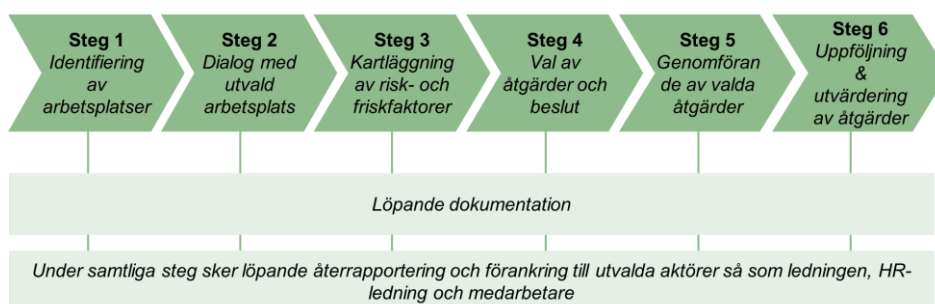 Steg 1
Identifiering
av
arbetsplatser
Steg 2
Dialog med
utvald
arbetsplats
Steg 3
Kartläggning
av risk- och
friskfaktorer
Steg 4
Val av
åtgärder och
beslut
Steg 5
Genomföran
de av valda
åtgärder
Steg 6
Uppföljning
&
utvärdering
av åtgärder
Löpande dokumentation
Under samtliga steg sker löpande återrapportering och förankring till utvalda aktörer så som ledningen, HR-
ledning och medarbetare